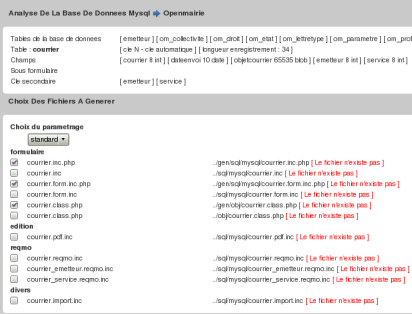 Analyse De La Base De Donnees Mysql Openmairie
Tables de la base de donnees [ emetteur ] [ om_collectivite ] [ om_droit ] [ om_etat ] [ om_lettretype ] [ om_parametre ] [ om_prof
Table : courrier [ cle N - cle automatique ] [ longueur enregistrement : 34 ]
Champs [ courrier 8 int ] [ dateenvoi 10 date ] [ objetcourrier 65535 blob ] [ emetteur 8 int ] [ service 8 int ]
Sous formulaire
Cle secondaire [ emetteur ] [ service ]
Choix Des Fichiers A Generer
Choix du parametrage
standard
formulaire
courrier.inc.php ../gen/sql/mysql/courrier.inc.php [ Le fichier n'existe pas ]
courrier.inc ../sql/mysql/courrier.inc [ Le fichier n'existe pas ]
courrier.form.inc.php ../gen/sql/mysql/courrier.form.inc.php [ Le fichier n'existe pas ]
courrier.form.inc ../sql/mysql/courrier.form.inc [ Le fichier n'existe pas ]
courrier.class.php ../gen/obj/courrier.class.php [ Le fichier n'existe pas ]
courrier.class.php ../obj/courrier.class.php [ Le fichier n'existe pas ]
edition
courrier.pdf.inc ../sql/mysql/courrier.pdf.inc [ Le fichier n'existe pas ]
reqmo
courrier.reqmo.inc ../sql/mysql/courrier.reqmo.inc [ Le fichier n'existe pas ]
courrier_emetteur.reqmo.inc ../sql/mysql/courrier_emetteur.reqmo.inc [ Le fichier n'existe pas ]
courrier_service.reqmo.inc ../sql/mysql/courrier_service.reqmo.inc [ Le fichier n'existe pas ]
divers
courrier.import.inc ../sql/mysql/courrier.import.inc [ Le fichier n'existe pas ]